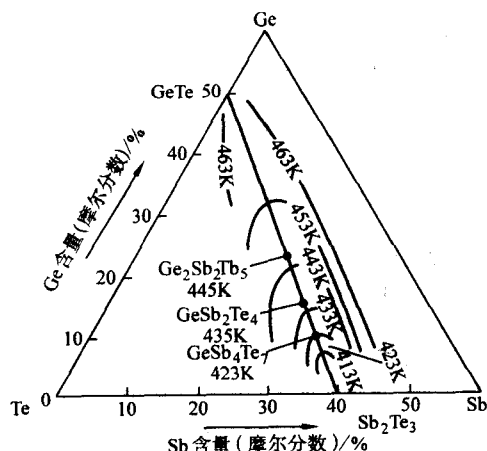 Ge
GeTe 50
463K
463K
40
Ge含量(摩尔分数)/%
30
453K
443K
433K
Ge₂Sb₂Tb₅
445K
20
GeSb₂Te₄
435K
10
GeSb₄Te
423K
413K
423K
Te
0
10
20
30
40
50
Sb
Sb₂Te₃
Sb含量(摩尔分数)/%